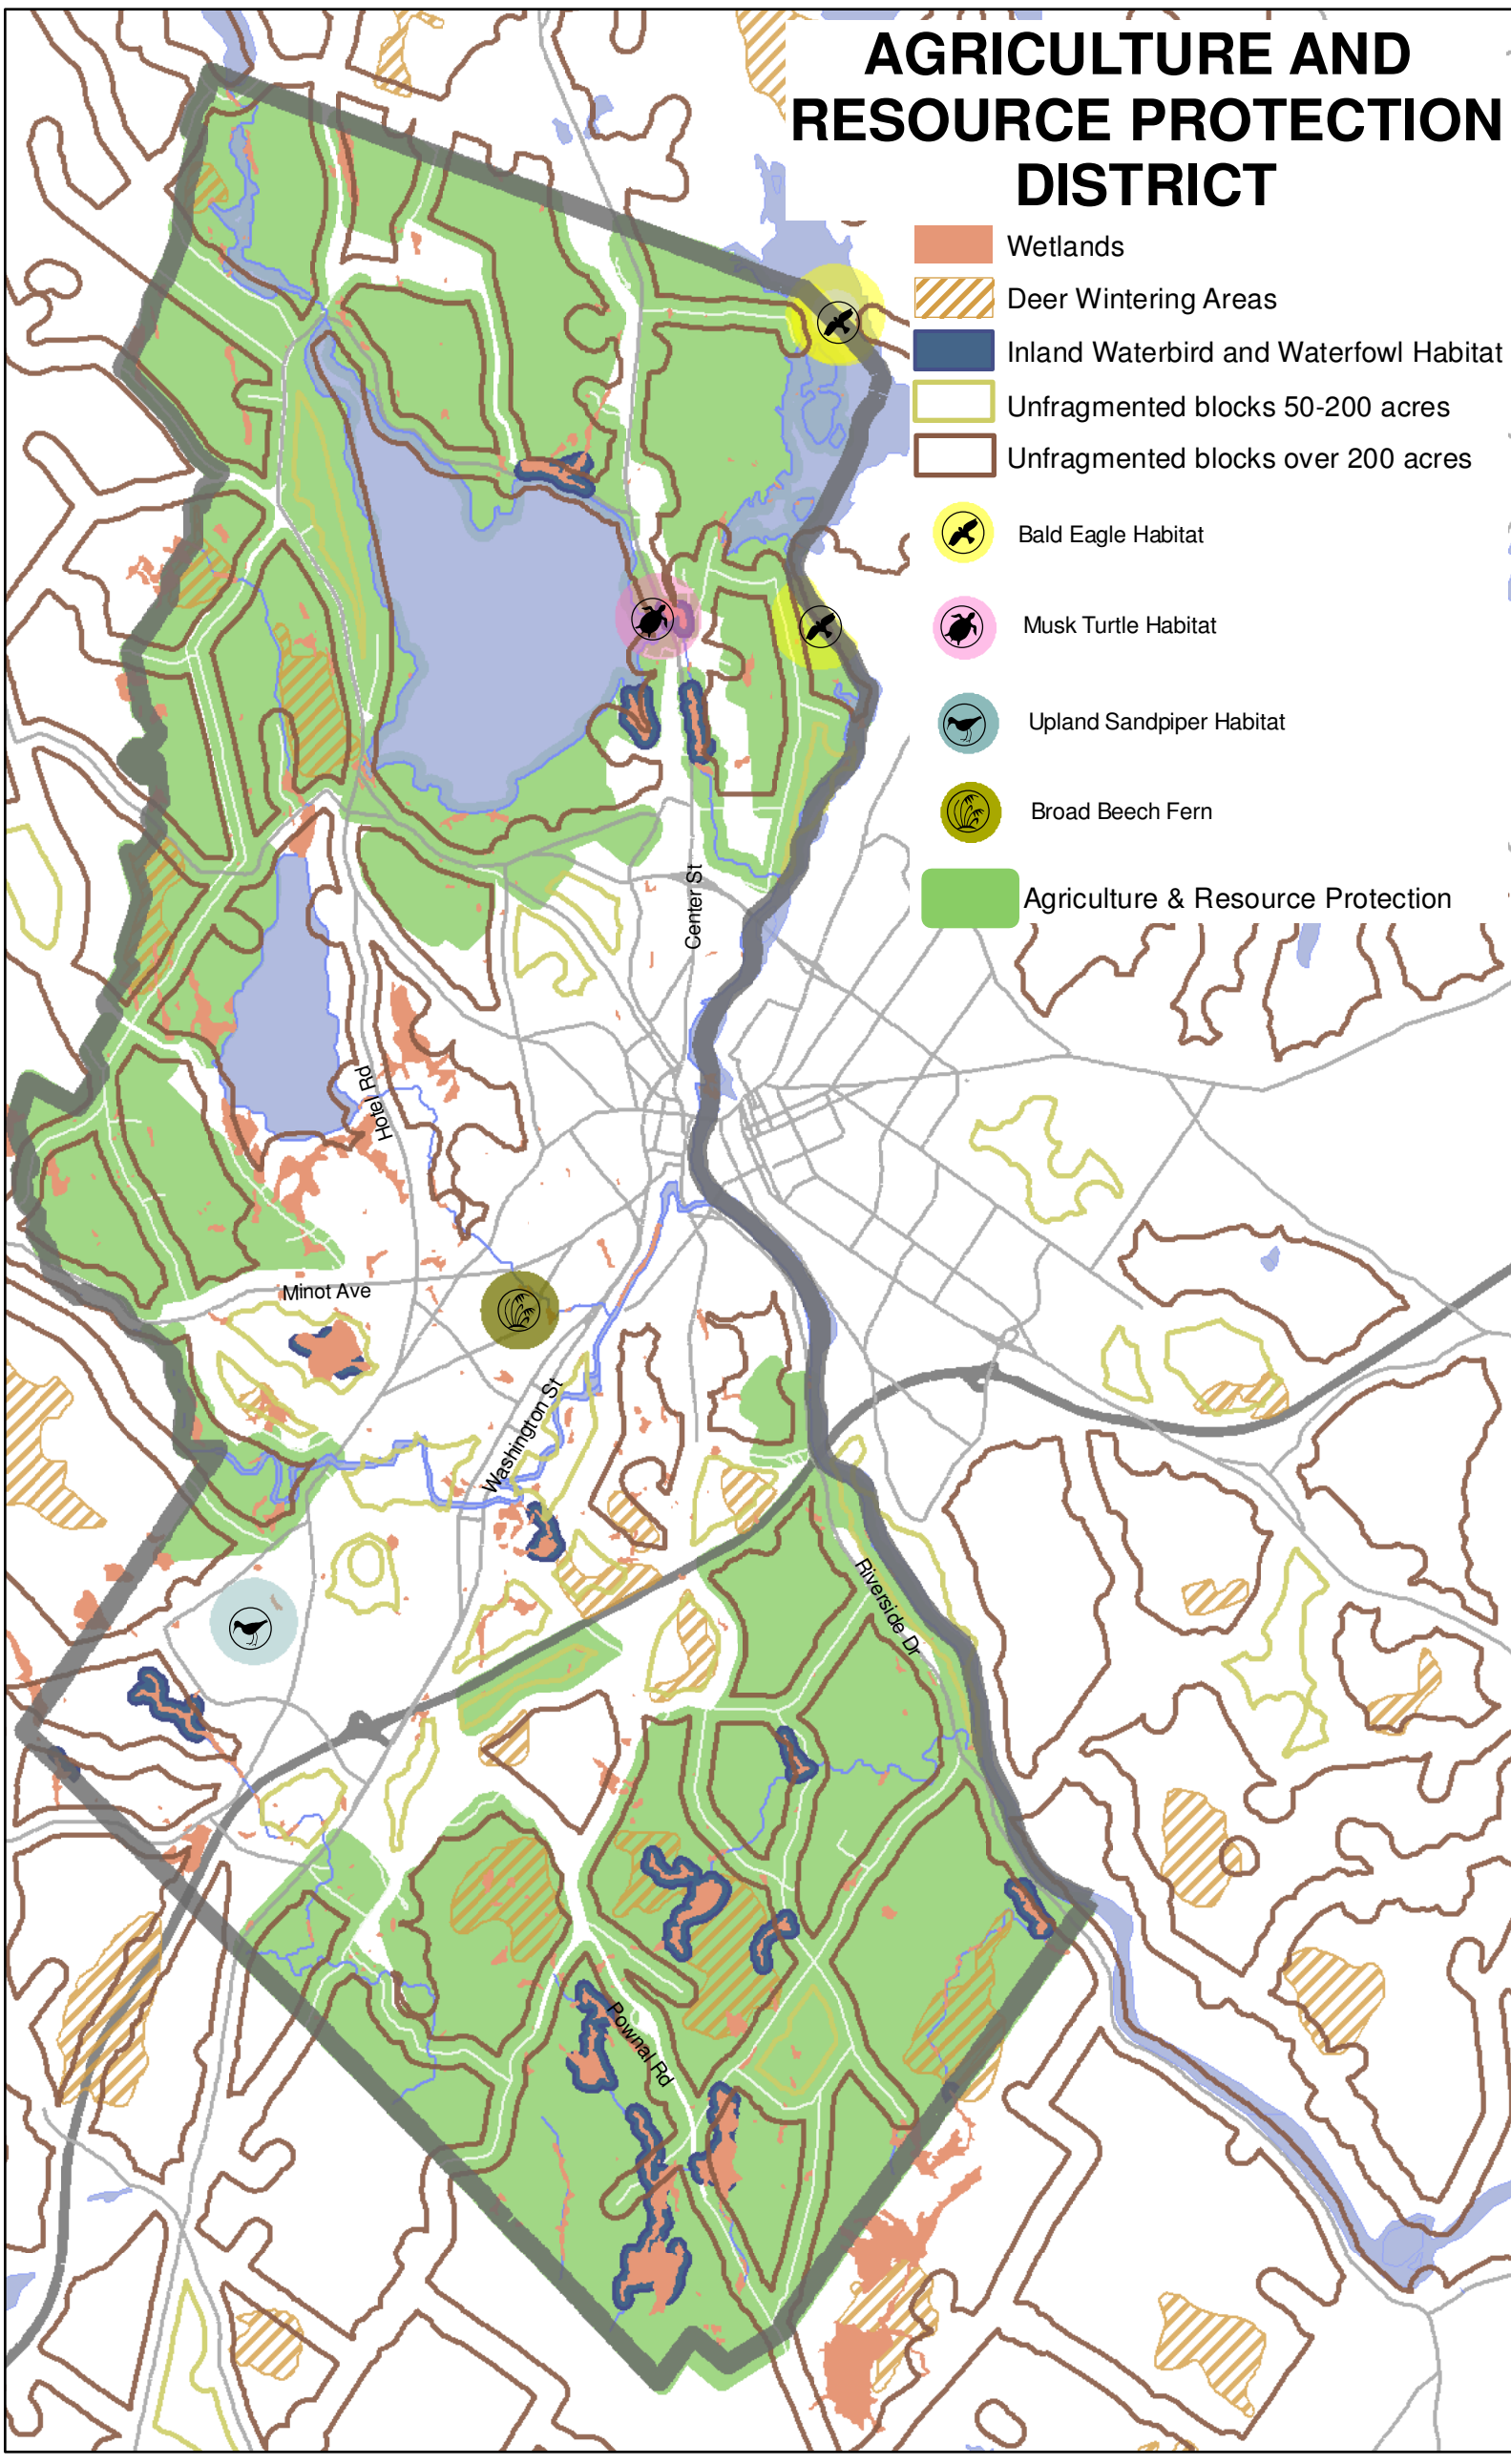 AGRICULTURE AND
RESOURCE PROTECTION
DISTRICT
Wetlands
Deer Wintering Areas
Inland Waterbird and Waterfowl Habitat
Unfragmented blocks 50-200 acres
Unfragmented blocks over 200 acres
Bald Eagle Habitat
Musk Turtle Habitat
Upland Sandpiper Habitat
Broad Beech Fern
Agriculture & Resource Protection
Center St
Hotel Rd
Minot Ave
Washington St
Riverside Dr
Pownal Rd